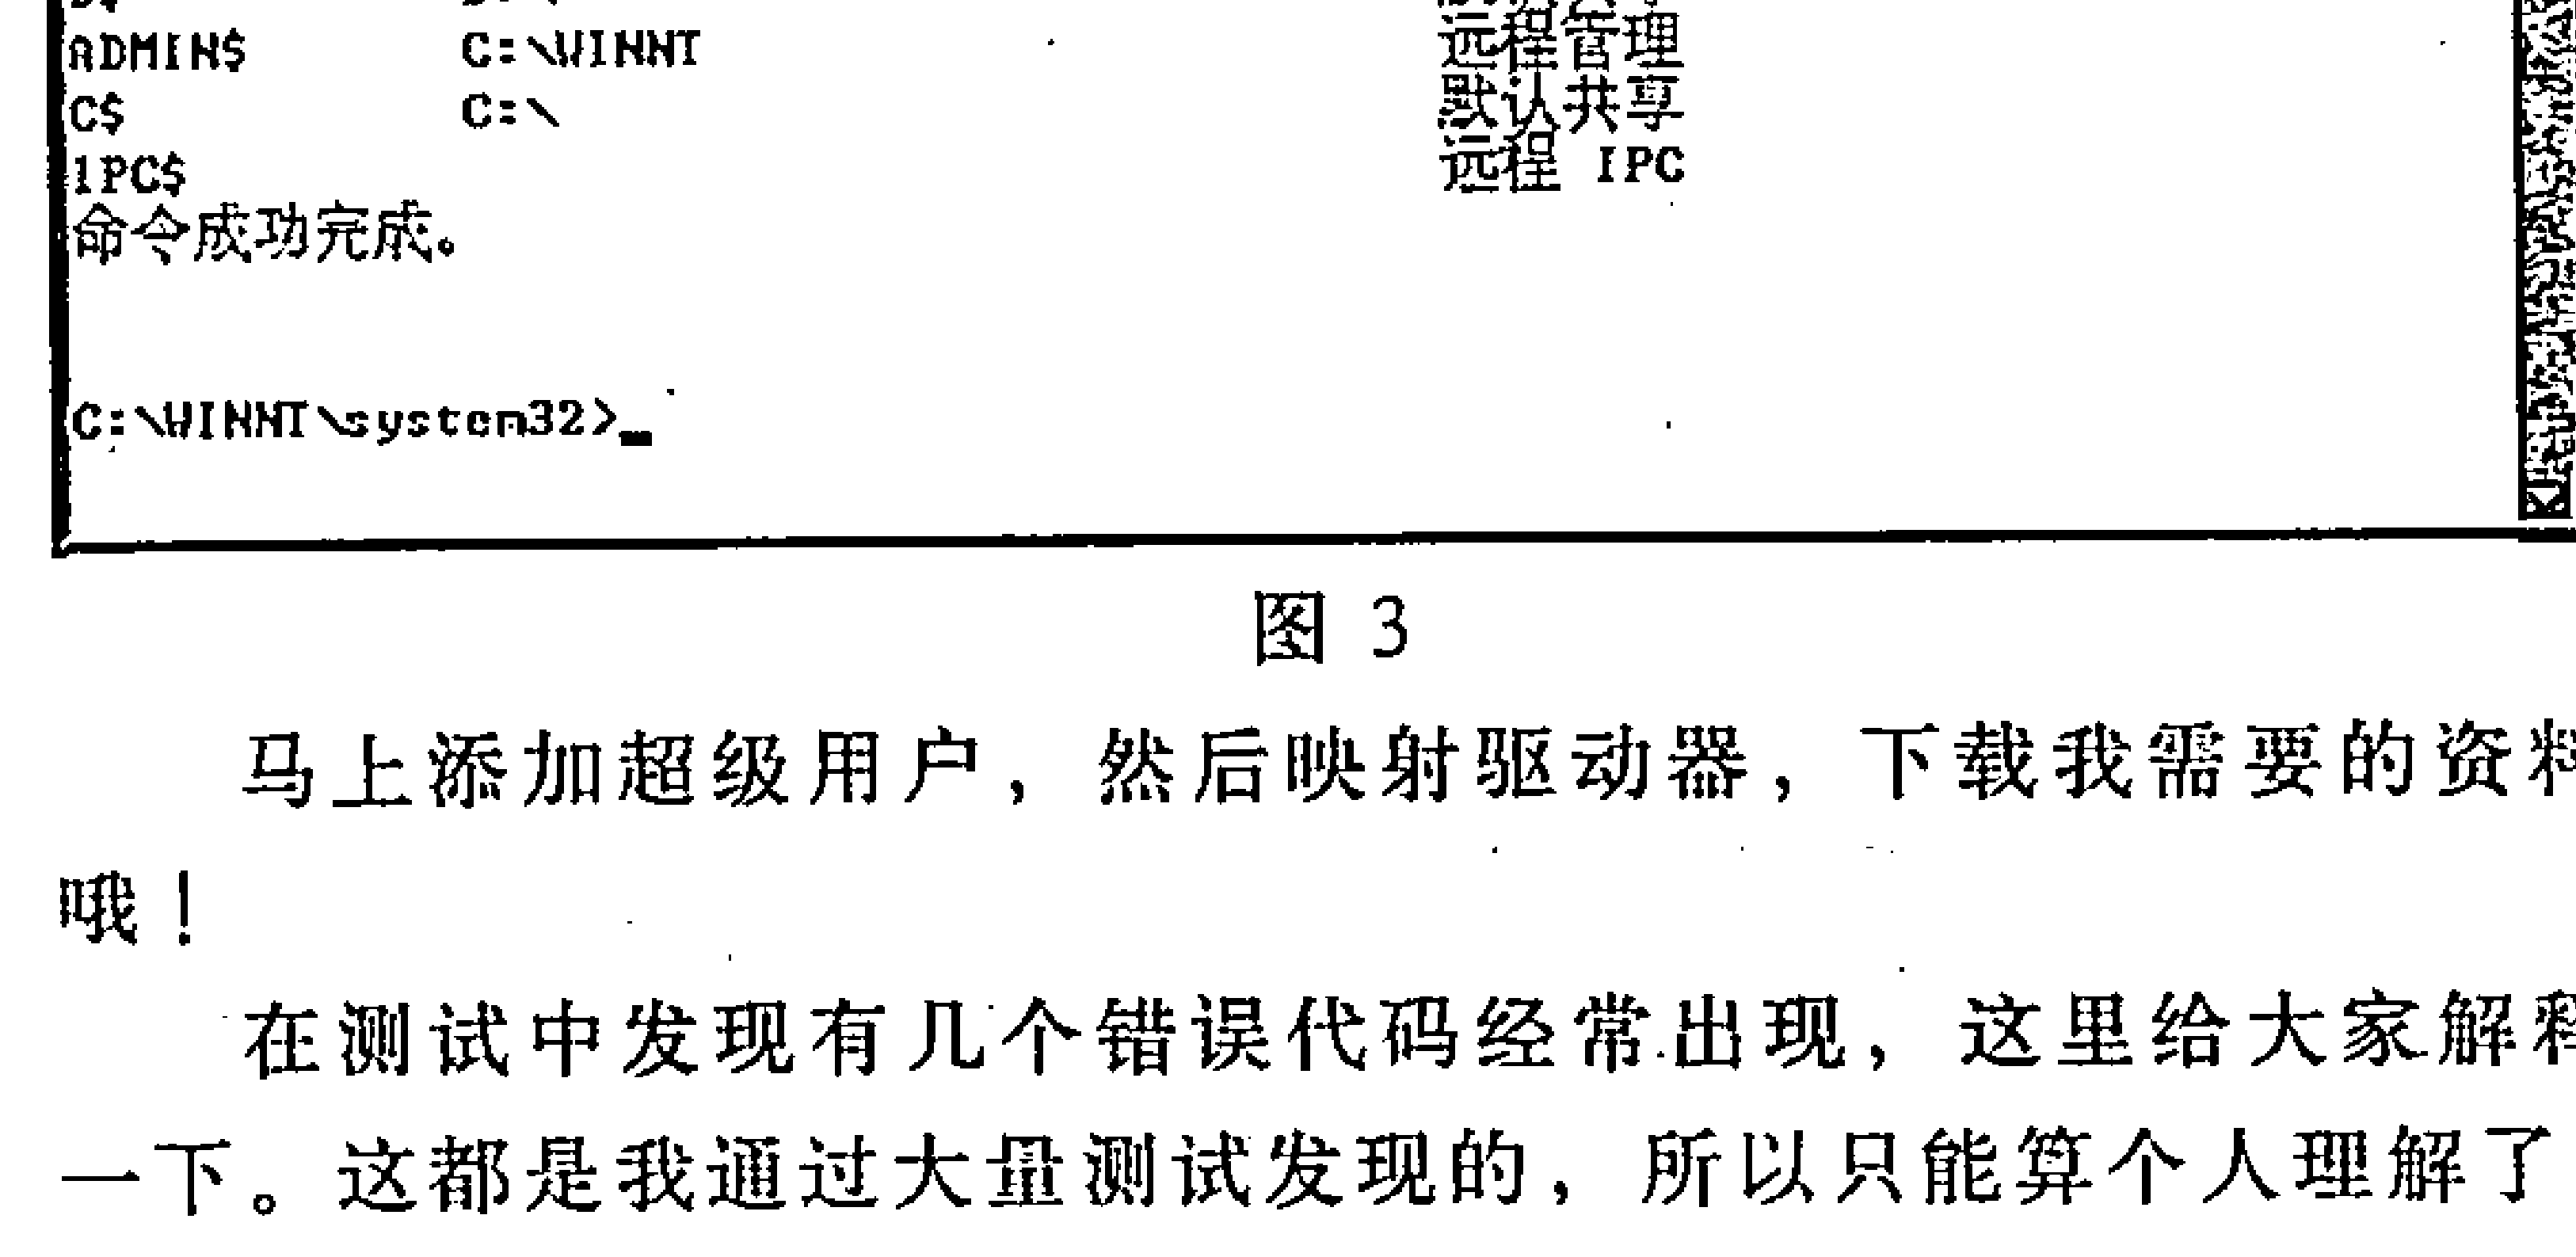 ADMIN$ C:\WINNT 远程管理
C$ C:\ 默认共享
IPC$ 远程 IPC
命令成功完成。
C:\WINNT\system32>_
图 3
马上添加超级用户，然后映射驱动器，下载我需要的资料
哦！
在测试中发现有几个错误代码经常出现，这里给大家解释
一下。这都是我通过大量测试发现的，所以只能算个人理解了